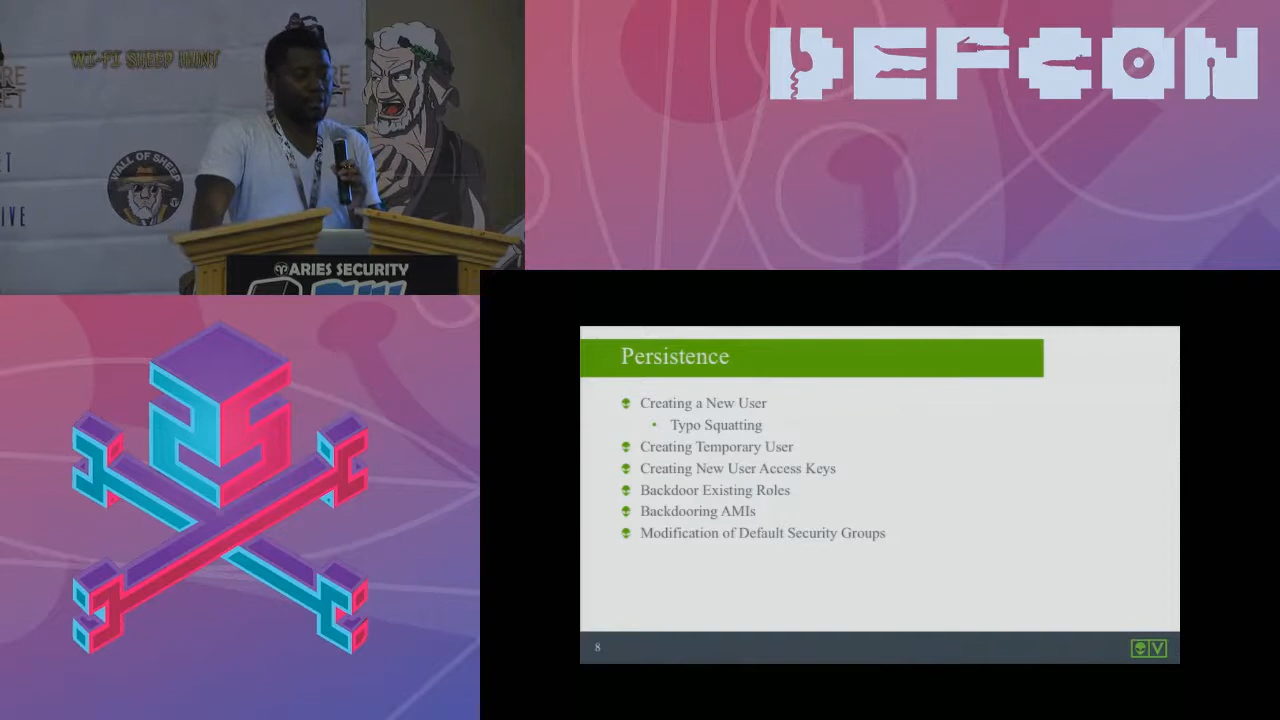 WI-FI SHEEP HUNT
WALL OF SHEEP
ARIES SECURITY
DEFCON
Persistence
Creating a New User
Typo Squatting
Creating Temporary User
Creating New User Access Keys
Backdoor Existing Roles
Backdooring AMIs
Modification of Default Security Groups
8
V